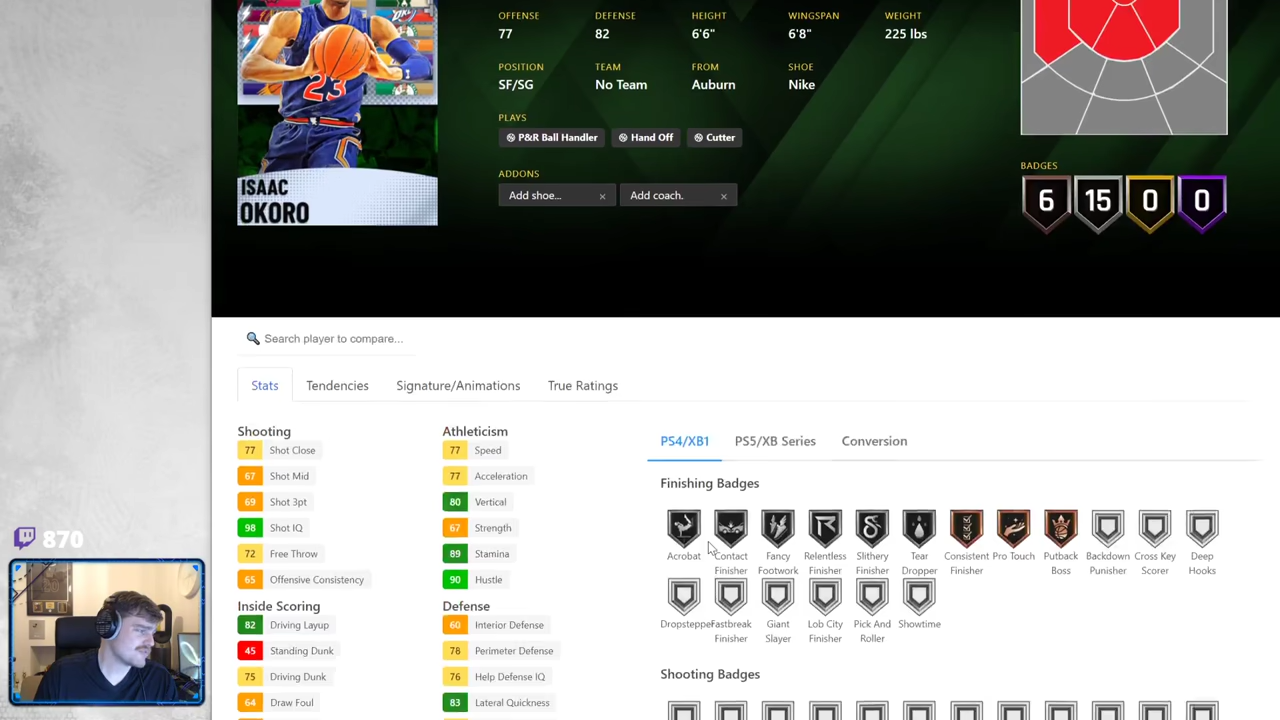 OFFENSE DEFENSE HEIGHT WINGSPAN WEIGHT
77 82 6'6" 6'8" 225 lbs
POSITION TEAM FROM SHOE
SF/SG No Team Auburn Nike
PLAYS
P&R Ball Handler Hand Off Cutter
ADDONS
Add shoe... × Add coach. ×
23
ISAAC
OKORO
BADGES
6 15 0 0
Search player to compare...
Stats Tendencies Signature/Animations True Ratings
Shooting
77 Shot Close
67 Shot Mid
69 Shot 3pt
98 Shot IQ
72 Free Throw
65 Offensive Consistency
Inside Scoring
82 Driving Layup
45 Standing Dunk
75 Driving Dunk
64 Draw Foul
Athleticism
77 Speed
77 Acceleration
80 Vertical
67 Strength
89 Stamina
90 Hustle
Defense
60 Interior Defense
78 Perimeter Defense
76 Help Defense IQ
83 Lateral Quickness
PS4/XB1 PS5/XB Series Conversion
Finishing Badges
Acrobat Contact Finisher Fancy Footwork Relentless Finisher Slithery Finisher Tear Dropper Consistent Finisher Pro Touch Putback Boss Backdown Punisher Cross Key Scorer Deep Hooks
Dropstepper Fastbreak Finisher Giant Slayer Lob City Finisher Pick And Roller Showtime
Shooting Badges
870